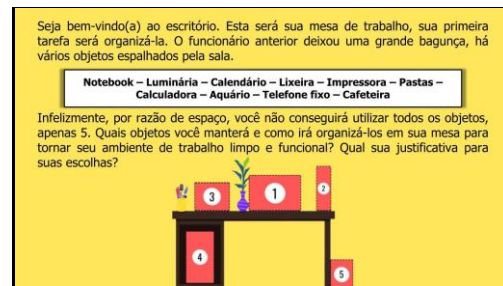 Seja bem-vindo(a) ao escritório. Esta será sua mesa de trabalho, sua primeira
tarefa será organizá-la. O funcionário anterior deixou uma grande bagunça, há
vários objetos espalhados pela sala.
Notebook – Luminária – Calendário – Lixeira – Impressora – Pastas –
Calculadora – Aquário – Telefone fixo – Cafeteira
Infelizmente, por razão de espaço, você não conseguirá utilizar todos os objetos,
apenas 5. Quais objetos você manterá e como irá organizá-los em sua mesa para
tornar seu ambiente de trabalho limpo e funcional? Qual sua justificativa para
suas escolhas?
3
1
2
4
5